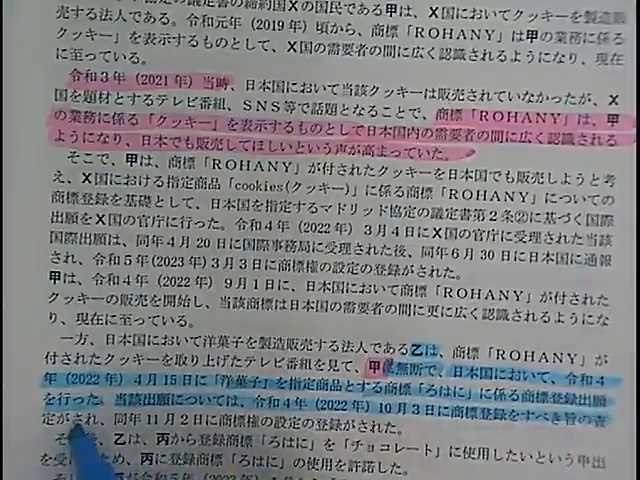 協定の議定書の締約国Xの国民である甲は、X国においてクッキーを製造販
売する法人である。令和元年（2019年）頃から、商標「ROHANY」は甲の業務に係る
クッキー」を表示するものとして、X国の需要者の間に広く認識されるようになり、現在
に至っている。
令和3年（2021年）当時、日本国において当該クッキーは販売されていなかったが、X
国を題材とするテレビ番組、SNS等で話題となることで、商標「ROHANY」は、甲
の業務に係る「クッキー」を表示するものとして日本国内の需要者の間に広く認識される
ようになり、日本でも販売してほしいという声が高まっていた。
そこで、甲は、商標「ROHANY」が付されたクッキーを日本国でも販売しようと考
え、X国における指定商品「cookies(クッキー)」に係る商標「ROHANY」についての
商標登録を基礎として、日本国を指定するマドリッド協定の議定書第2条⑵に基づく国際
出願をX国の官庁に行った。令和4年（2022年）3月4日にX国の官庁に受理された当該
国際出願は、同年4月20日に国際事務局に受理された後、同年6月30日に日本国に通報
され、令和5年(2023年)3月3日に商標権の設定の登録がされた。
甲は、令和4年（2022年）9月1日に、日本国において商標「ROHANY」が付された
クッキーの販売を開始し、当該商標は日本国の需要者の間に更に広く認識されるようにな
り、現在に至っている。
一方、日本国において洋菓子を製造販売する法人である乙は、商標「ROHANY」が
付されたクッキーを取り上げたテレビ番組を見て、甲に無断で、日本国において、令和4
年（2022年）4月15日に「洋菓子」を指定商品とする商標「ろはに」に係る商標登録出願
を行った。当該出願については、令和4年（2022年）10月3日に商標登録をすべき旨の査
定がされ、同年11月2日に商標権の設定の登録がされた。
そ 、乙は、丙から登録商標「ろはに」を「チョコレート」に使用したいという申出
を受 ため、丙に登録商標「ろはに」の使用を許諾した。